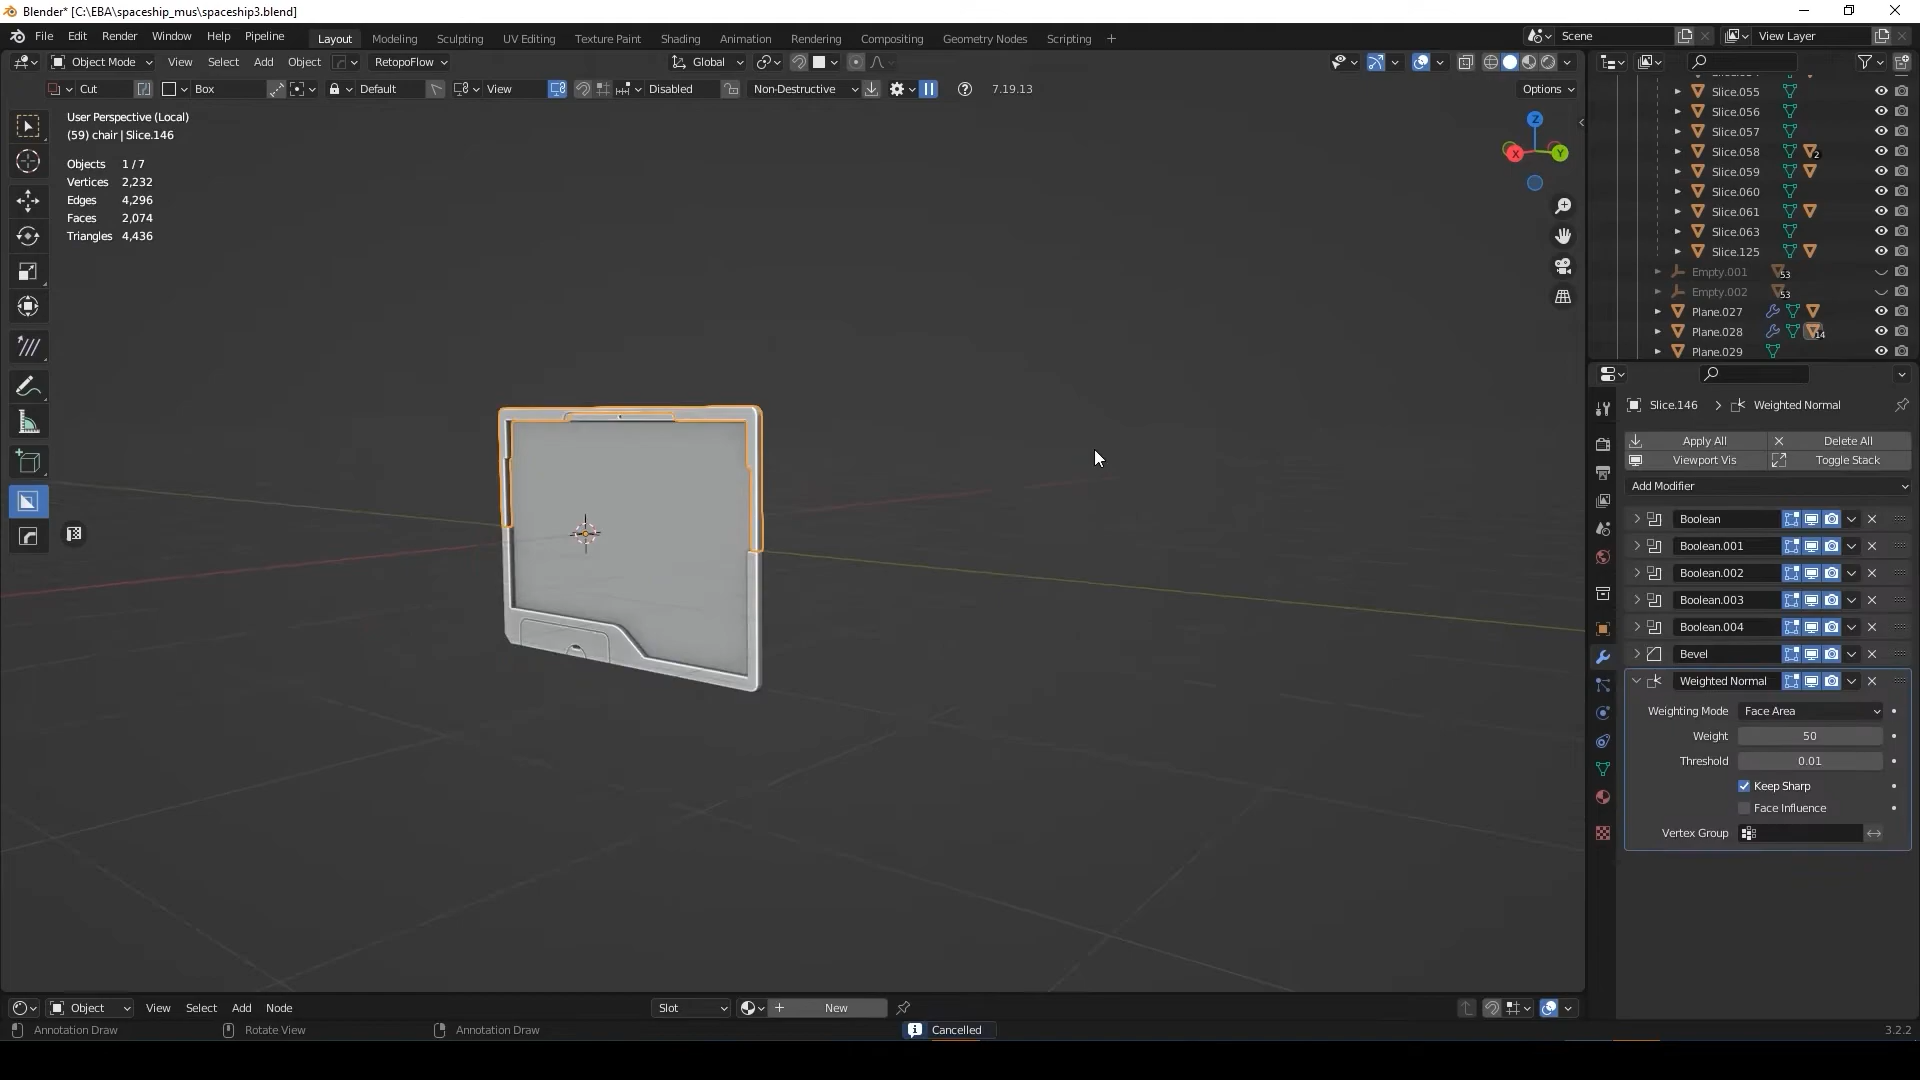 Blender* [C:\EBA\spaceship_mus\spaceship3.blend]
File Edit Render Window Help Pipeline Layout Modeling Sculpting UV Editing Texture Paint Shading Animation Rendering Compositing Geometry Nodes Scripting + Scene View Layer
Object Mode View Select Add Object RetopoFlow Global
Cut Box Default View Disabled Non-Destructive 7.19.13 Options
User Perspective (Local)
(59) chair | Slice.146
Objects 1 / 7
Vertices 2,232
Edges 4,296
Faces 2,074
Triangles 4,436
Z
X
Y
Slice.055
Slice.056
Slice.057
Slice.058 2
Slice.059
Slice.060
Slice.061
Slice.063
Slice.125
Empty.001 53
Empty.002 53
Plane.027
Plane.028 14
Plane.029
Slice.146 > Weighted Normal
Apply All Delete All
Viewport Vis Toggle Stack
Add Modifier
Boolean
Boolean.001
Boolean.002
Boolean.003
Boolean.004
Bevel
Weighted Normal
Weighting Mode Face Area
Weight 50
Threshold 0.01
Keep Sharp
Face Influence
Vertex Group
Object View Select Add Node Slot New
Annotation Draw Rotate View Annotation Draw Cancelled 3.2.2